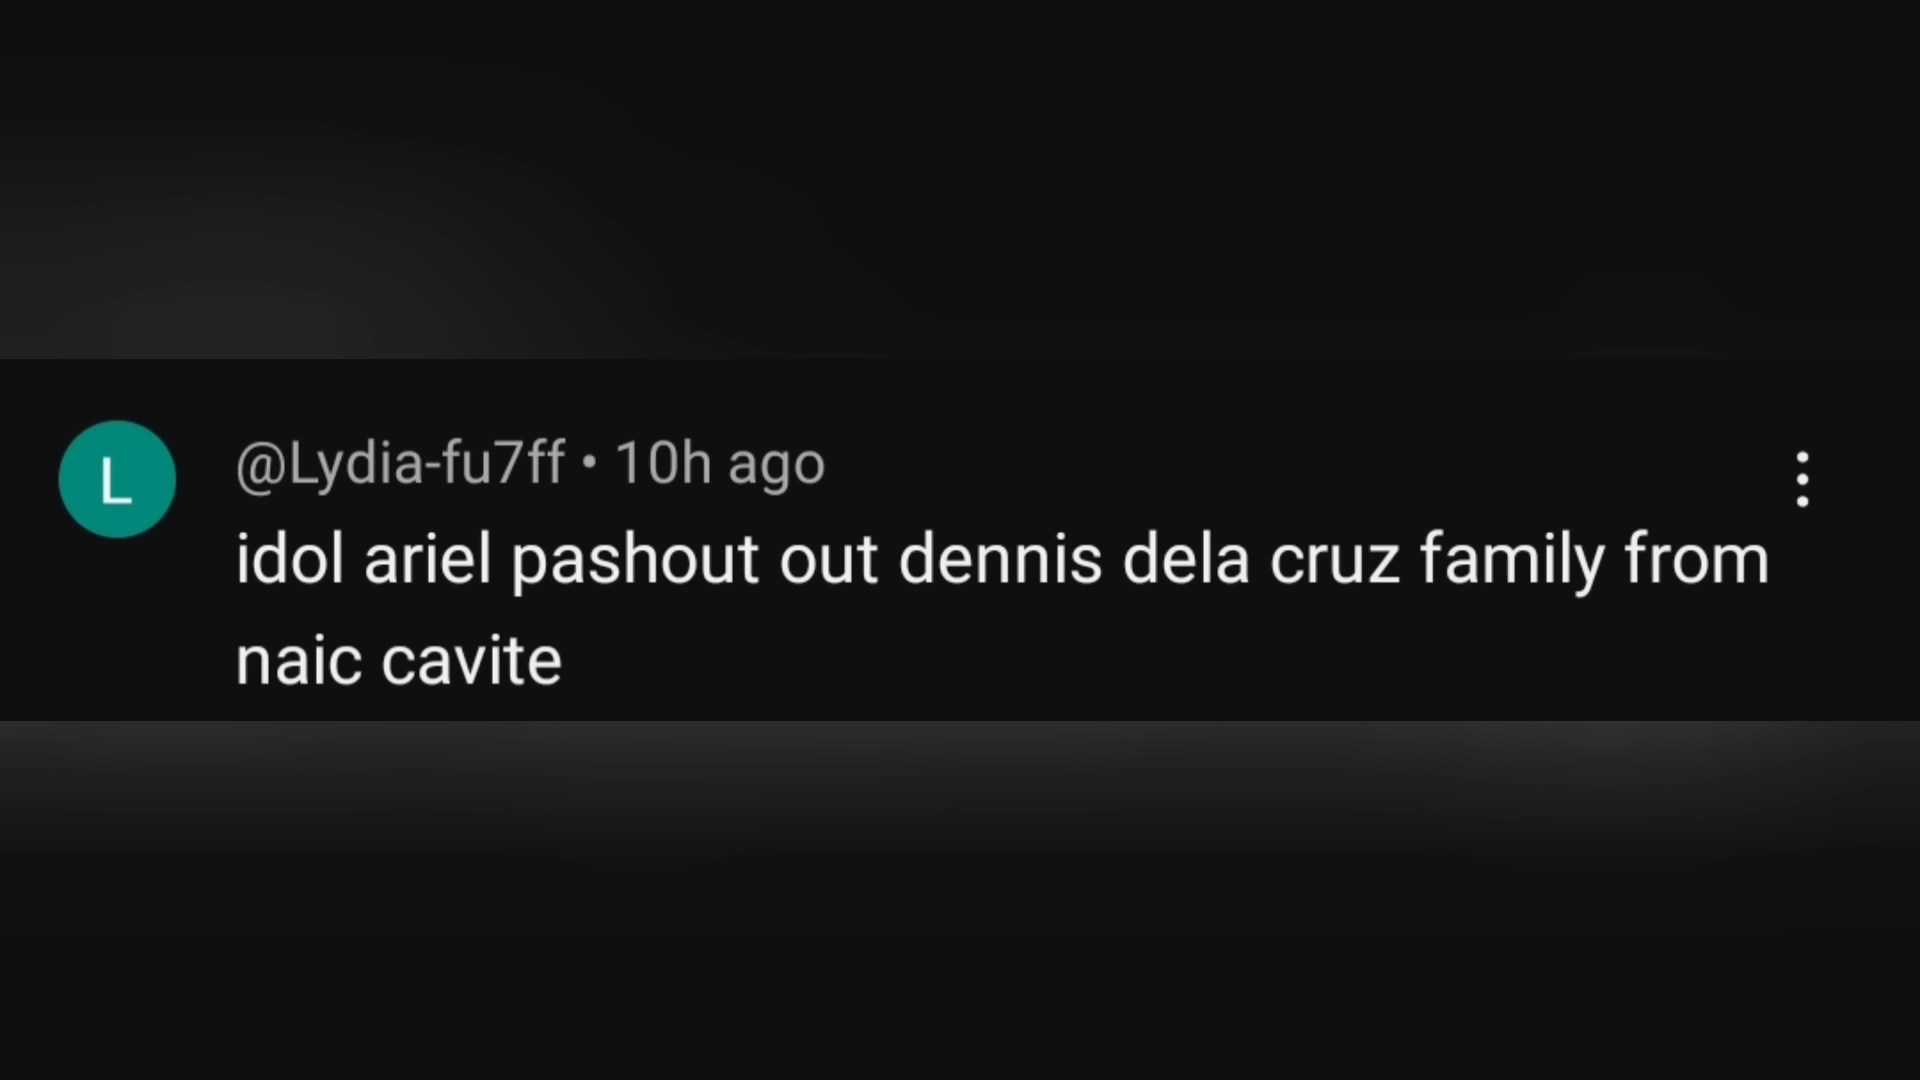 L
@Lydia-fu7ff • 10h ago
idol ariel pashout out dennis dela cruz family from
naic cavite